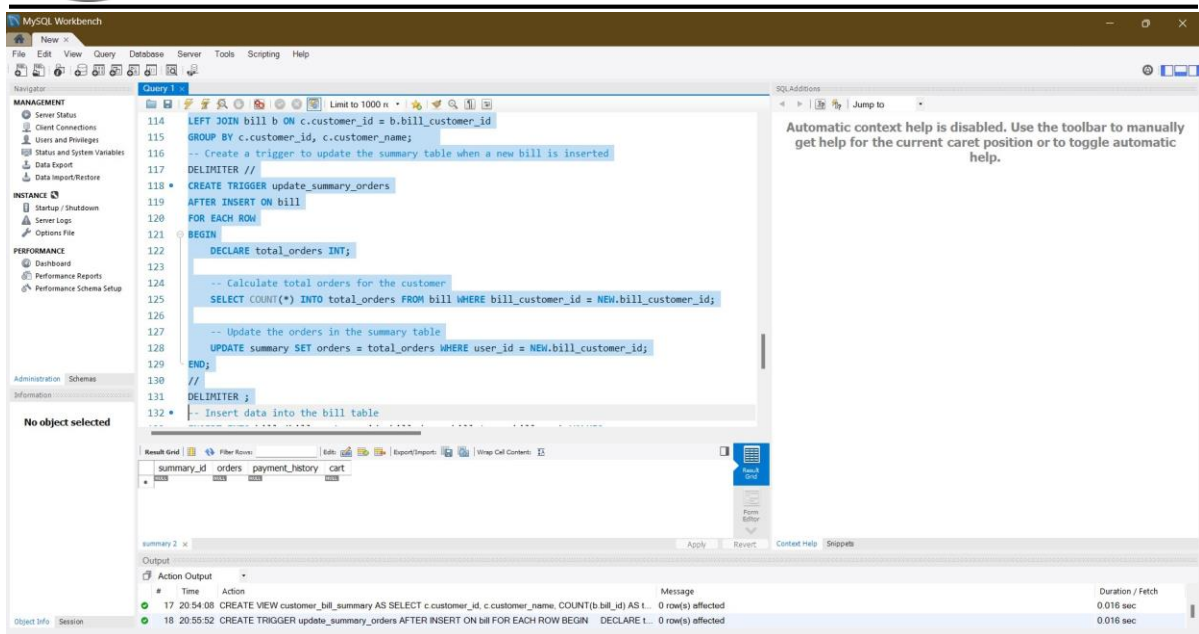 MySQL Workbench
New ×
File Edit View Query Database Server Tools Scripting Help
Navigator
MANAGEMENT
Server Status
Client Connections
Users and Privileges
Status and System Variables
Data Export
Data Import/Restore
INSTANCE
Startup / Shutdown
Server Logs
Options File
PERFORMANCE
Dashboard
Performance Reports
Performance Schema Setup
Administration Schemas
Information
No object selected
Object Info Session
Query 1 ×
Limit to 1000 r
114 LEFT JOIN bill b ON c.customer_id = b.bill_customer_id
115 GROUP BY c.customer_id, c.customer_name;
116 -- Create a trigger to update the summary table when a new bill is inserted
117 DELIMITER //
118 CREATE TRIGGER update_summary_orders
119 AFTER INSERT ON bill
120 FOR EACH ROW
121 BEGIN
122 DECLARE total_orders INT;
123
124 -- Calculate total orders for the customer
125 SELECT COUNT(*) INTO total_orders FROM bill WHERE bill_customer_id = NEW.bill_customer_id;
126
127 -- Update the orders in the summary table
128 UPDATE summary SET orders = total_orders WHERE user_id = NEW.bill_customer_id;
129 END;
130 //
131 DELIMITER ;
132 -- Insert data into the bill table
Result Grid Filter Rows: Edit: Export/Import: Wrap Cell Content:
summary_id orders payment_history cart
NULL NULL NULL NULL
Result Grid
Form Editor
summary 2 × Apply Revert
SQLAdditions
Jump to
Automatic context help is disabled. Use the toolbar to manually
get help for the current caret position or to toggle automatic
help.
Context Help Snippets
Output
Action Output
# Time Action Message Duration / Fetch
17 20:54:08 CREATE VIEW customer_bill_summary AS SELECT c.customer_id, c.customer_name, COUNT(b.bill_id) AS t... 0 row(s) affected 0.016 sec
18 20:55:52 CREATE TRIGGER update_summary_orders AFTER INSERT ON bill FOR EACH ROW BEGIN DECLARE t... 0 row(s) affected 0.016 sec